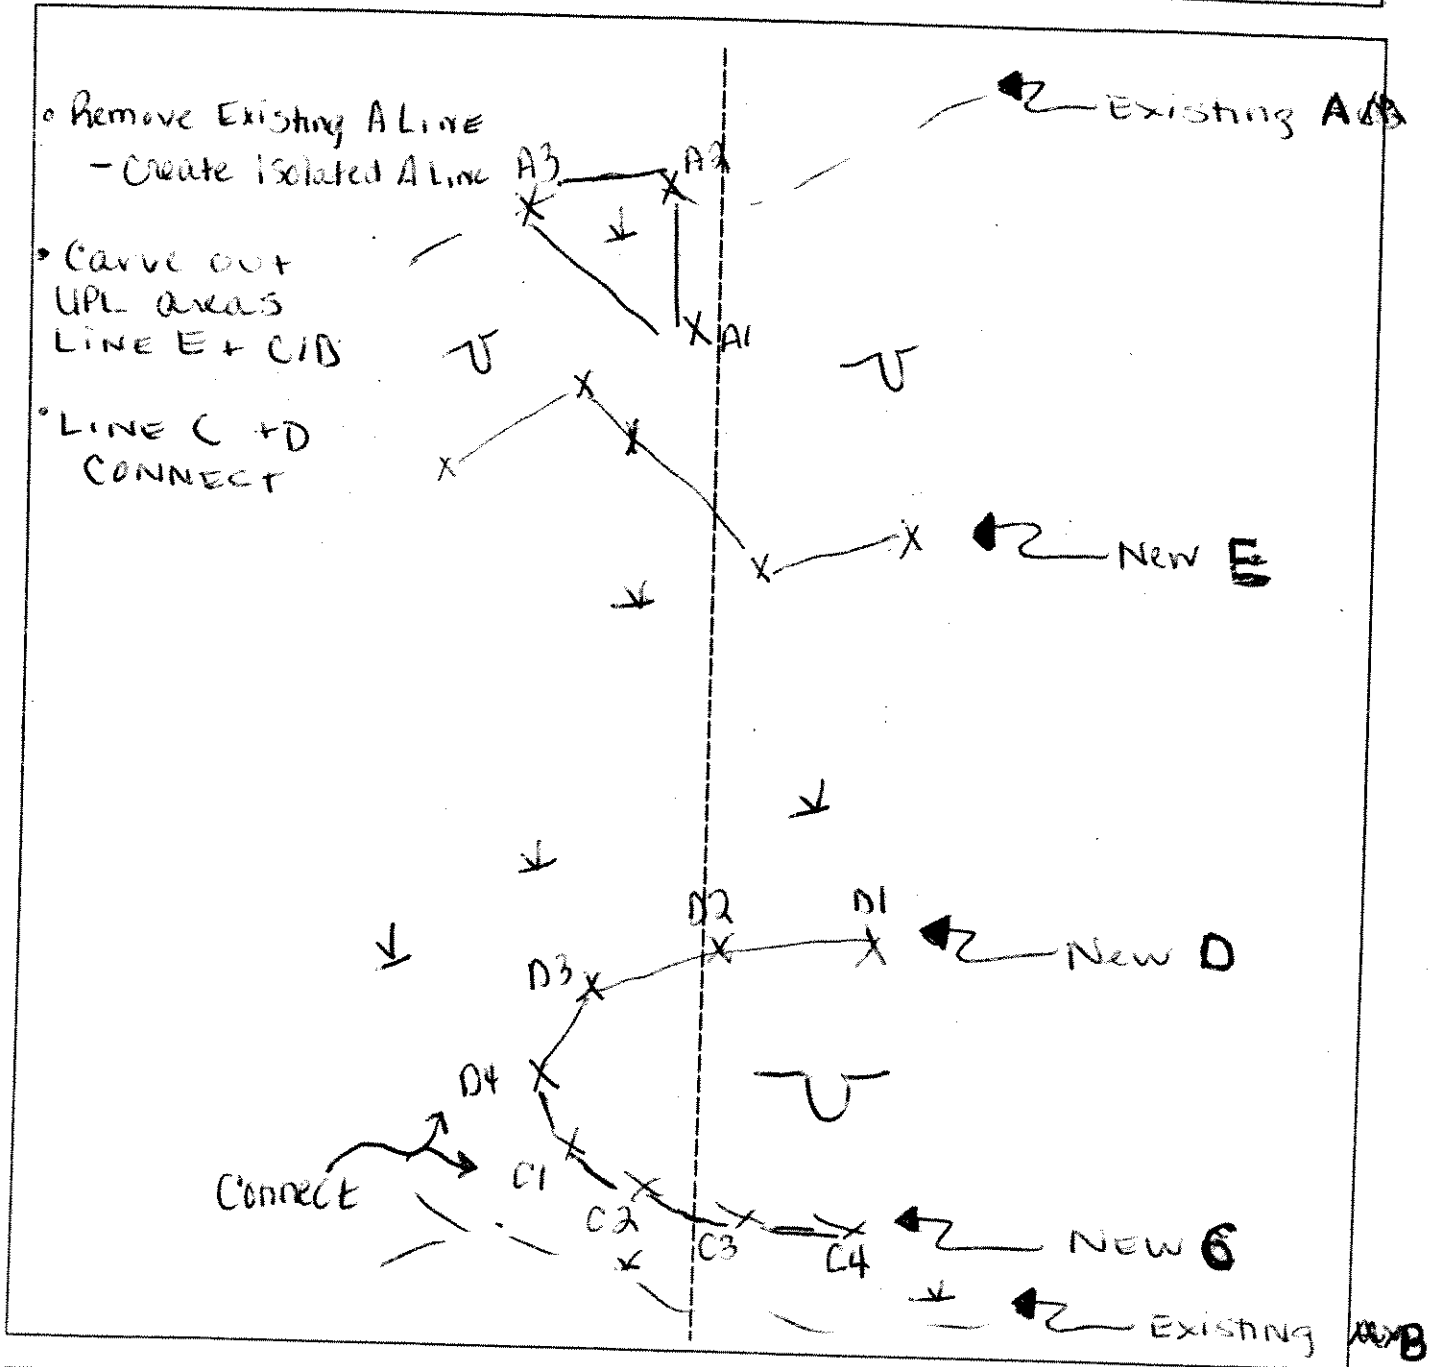 • Remove Existing A Line
- Create isolated A Line
• Carve out
UPL areas
LINE E + C/D
• LINE C + D
CONNECT
Existing A
A3
A2
A1
New E
D2
D1
New D
D3
D4
Connect
C1
C2
C3
C4
NEW
Existing B